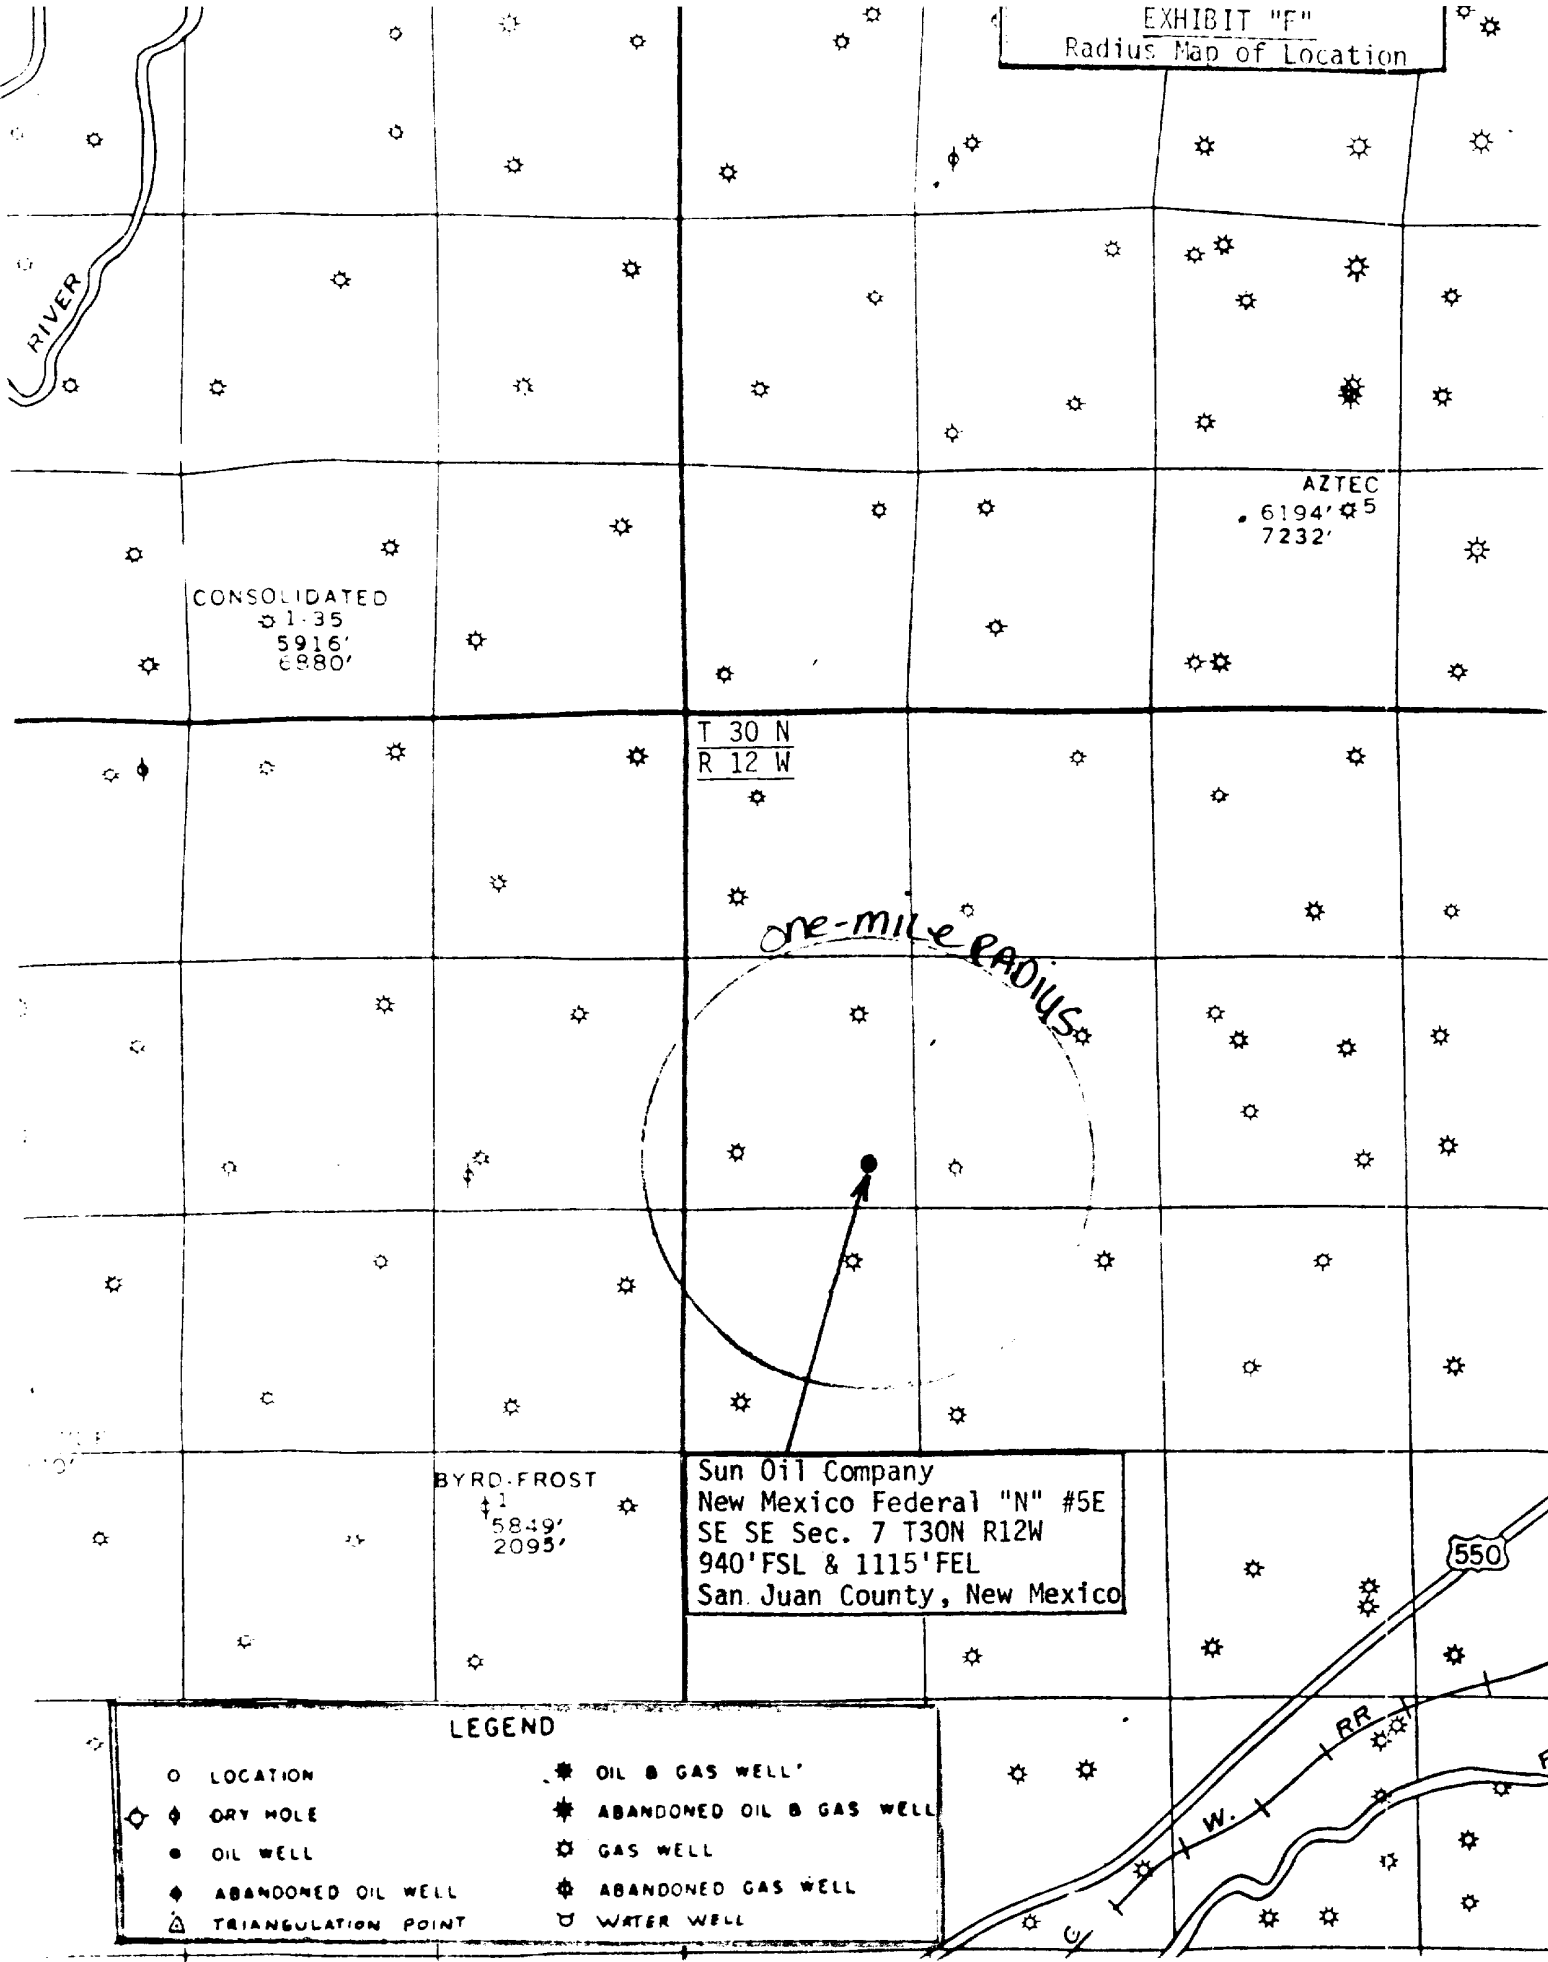 EXHIBIT "F"
Radius Map of Location
RIVER
AZTEC
6194' 5
7232'
CONSOLIDATED
1-35
5916'
6880'
T 30 N
R 12 W
one-mile RADIUS
BYRD-FROST
1
5849'
2095'
Sun Oil Company
New Mexico Federal "N" #5E
SE SE Sec. 7 T30N R12W
940'FSL & 1115'FEL
San Juan County, New Mexico
550
RR
W.
LEGEND
LOCATION
DRY HOLE
OIL WELL
ABANDONED OIL WELL
TRIANGULATION POINT
OIL & GAS WELL
ABANDONED OIL & GAS WELL
GAS WELL
ABANDONED GAS WELL
WATER WELL